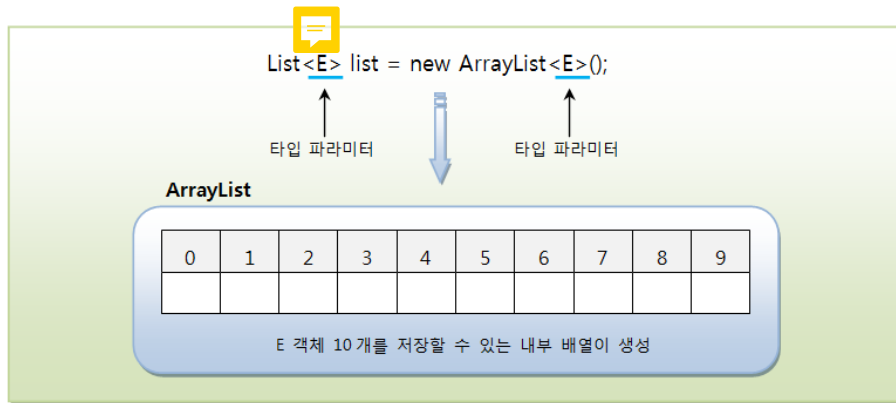 List<E> list = new ArrayList<E>();
타입 파라미터 타입 파라미터
ArrayList
0 1 2 3 4 5 6 7 8 9
E 객체 10개를 저장할 수 있는 내부 배열이 생성